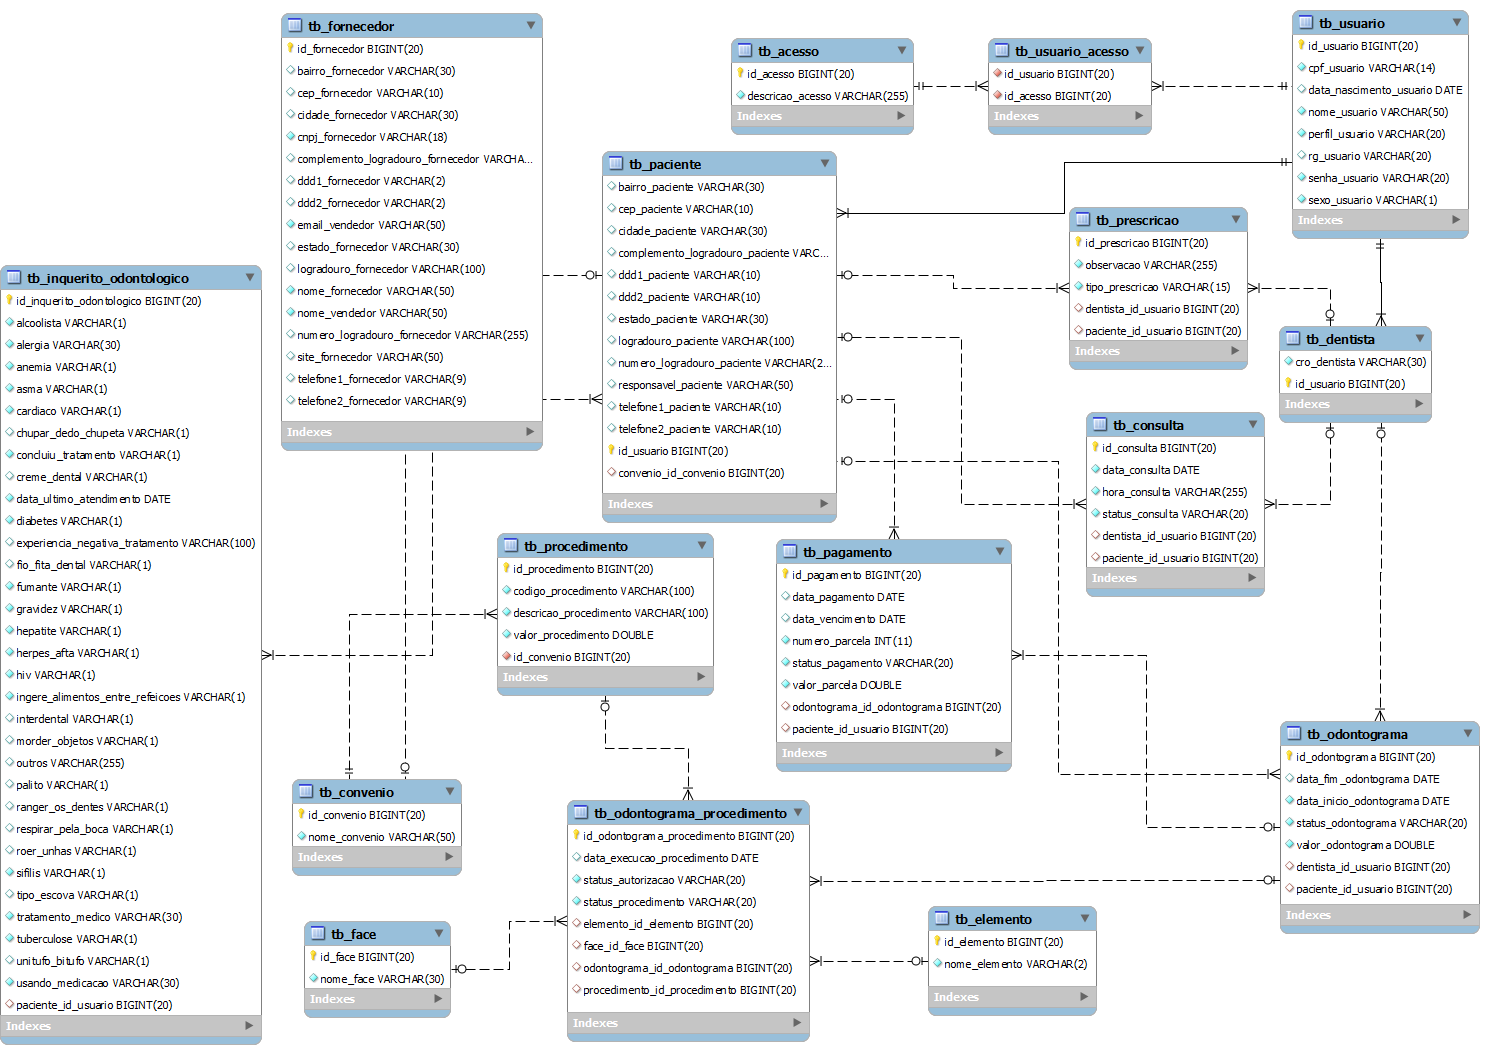 tb_fornecedor
id_fornecedor BIGINT(20)
bairro_fornecedor VARCHAR(30)
cep_fornecedor VARCHAR(10)
cidade_fornecedor VARCHAR(30)
cnpj_fornecedor VARCHAR(18)
complemento_logradouro_fornecedor VARCHA...
ddd1_fornecedor VARCHAR(2)
ddd2_fornecedor VARCHAR(2)
email_vendedor VARCHAR(50)
estado_fornecedor VARCHAR(30)
logradouro_fornecedor VARCHAR(100)
nome_fornecedor VARCHAR(50)
nome_vendedor VARCHAR(50)
numero_logradouro_fornecedor VARCHAR(255)
site_fornecedor VARCHAR(50)
telefone1_fornecedor VARCHAR(9)
telefone2_fornecedor VARCHAR(9)
Indexes
tb_acesso
id_acesso BIGINT(20)
descricao_acesso VARCHAR(255)
Indexes
tb_usuario_acesso
id_usuario BIGINT(20)
id_acesso BIGINT(20)
Indexes
tb_usuario
id_usuario BIGINT(20)
cpf_usuario VARCHAR(14)
data_nascimento_usuario DATE
nome_usuario VARCHAR(50)
perfil_usuario VARCHAR(20)
rg_usuario VARCHAR(20)
senha_usuario VARCHAR(20)
sexo_usuario VARCHAR(1)
Indexes
tb_paciente
bairro_paciente VARCHAR(30)
cep_paciente VARCHAR(10)
cidade_paciente VARCHAR(30)
complemento_logradouro_paciente VARC...
ddd1_paciente VARCHAR(10)
ddd2_paciente VARCHAR(10)
estado_paciente VARCHAR(30)
logradouro_paciente VARCHAR(100)
numero_logradouro_paciente VARCHAR(2...
responsavel_paciente VARCHAR(50)
telefone1_paciente VARCHAR(10)
telefone2_paciente VARCHAR(10)
id_usuario BIGINT(20)
convenio_id_convenio BIGINT(20)
Indexes
tb_prescricao
id_prescricao BIGINT(20)
observacao VARCHAR(255)
tipo_prescricao VARCHAR(15)
dentista_id_usuario BIGINT(20)
paciente_id_usuario BIGINT(20)
Indexes
tb_inquerito_odontologico
id_inquerito_odontologico BIGINT(20)
alcoolista VARCHAR(1)
alergia VARCHAR(30)
anemia VARCHAR(1)
asma VARCHAR(1)
cardiaco VARCHAR(1)
chupar_dedo_chupeta VARCHAR(1)
concluiu_tratamento VARCHAR(1)
creme_dental VARCHAR(1)
data_ultimo_atendimento DATE
diabetes VARCHAR(1)
experiencia_negativa_tratamento VARCHAR(100)
fio_fita_dental VARCHAR(1)
fumante VARCHAR(1)
gravidez VARCHAR(1)
hepatite VARCHAR(1)
herpes_afta VARCHAR(1)
hiv VARCHAR(1)
ingere_alimentos_entre_refeicoes VARCHAR(1)
interdental VARCHAR(1)
morder_objetos VARCHAR(1)
outros VARCHAR(255)
palito VARCHAR(1)
ranger_os_dentes VARCHAR(1)
respirar_pela_boca VARCHAR(1)
roer_unhas VARCHAR(1)
sifilis VARCHAR(1)
tipo_escova VARCHAR(1)
tratamento_medico VARCHAR(30)
tuberculose VARCHAR(1)
unitufo_bitufo VARCHAR(1)
usando_medicacao VARCHAR(30)
paciente_id_usuario BIGINT(20)
Indexes
tb_dentista
cro_dentista VARCHAR(30)
id_usuario BIGINT(20)
Indexes
tb_consulta
id_consulta BIGINT(20)
data_consulta DATE
hora_consulta VARCHAR(255)
status_consulta VARCHAR(20)
dentista_id_usuario BIGINT(20)
paciente_id_usuario BIGINT(20)
Indexes
tb_procedimento
id_procedimento BIGINT(20)
codigo_procedimento VARCHAR(100)
descricao_procedimento VARCHAR(100)
valor_procedimento DOUBLE
id_convenio BIGINT(20)
Indexes
tb_pagamento
id_pagamento BIGINT(20)
data_pagamento DATE
data_vencimento DATE
numero_parcela INT(11)
status_pagamento VARCHAR(20)
valor_parcela DOUBLE
odontograma_id_odontograma BIGINT(20)
paciente_id_usuario BIGINT(20)
Indexes
tb_odontograma
id_odontograma BIGINT(20)
data_fim_odontograma DATE
data_inicio_odontograma DATE
status_odontograma VARCHAR(20)
valor_odontograma DOUBLE
dentista_id_usuario BIGINT(20)
paciente_id_usuario BIGINT(20)
Indexes
tb_convenio
id_convenio BIGINT(20)
nome_convenio VARCHAR(50)
Indexes
tb_odontograma_procedimento
id_odontograma_procedimento BIGINT(20)
data_execucao_procedimento DATE
status_autorizacao VARCHAR(20)
status_procedimento VARCHAR(20)
elemento_id_elemento BIGINT(20)
face_id_face BIGINT(20)
odontograma_id_odontograma BIGINT(20)
procedimento_id_procedimento BIGINT(20)
Indexes
tb_face
id_face BIGINT(20)
nome_face VARCHAR(30)
Indexes
tb_elemento
id_elemento BIGINT(20)
nome_elemento VARCHAR(2)
Indexes